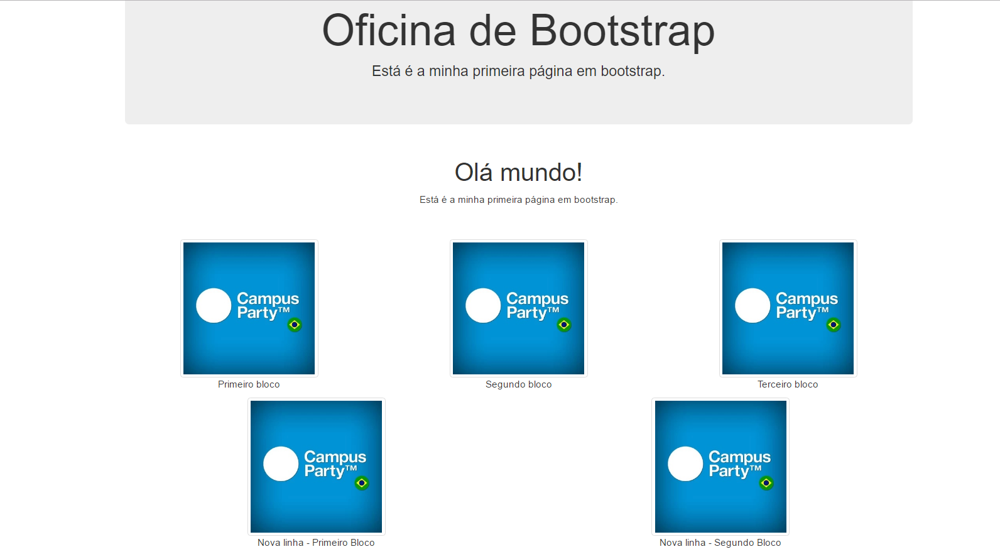 Oficina de Bootstrap
Está é a minha primeira página em bootstrap.
Olá mundo!
Está é a minha primeira página em bootstrap.
Campus
Party™
Campus
Party™
Campus
Party™
Primeiro bloco
Segundo bloco
Terceiro bloco
Campus
Party™
Campus
Party™
Nova linha - Primeiro Bloco
Nova linha - Segundo Bloco